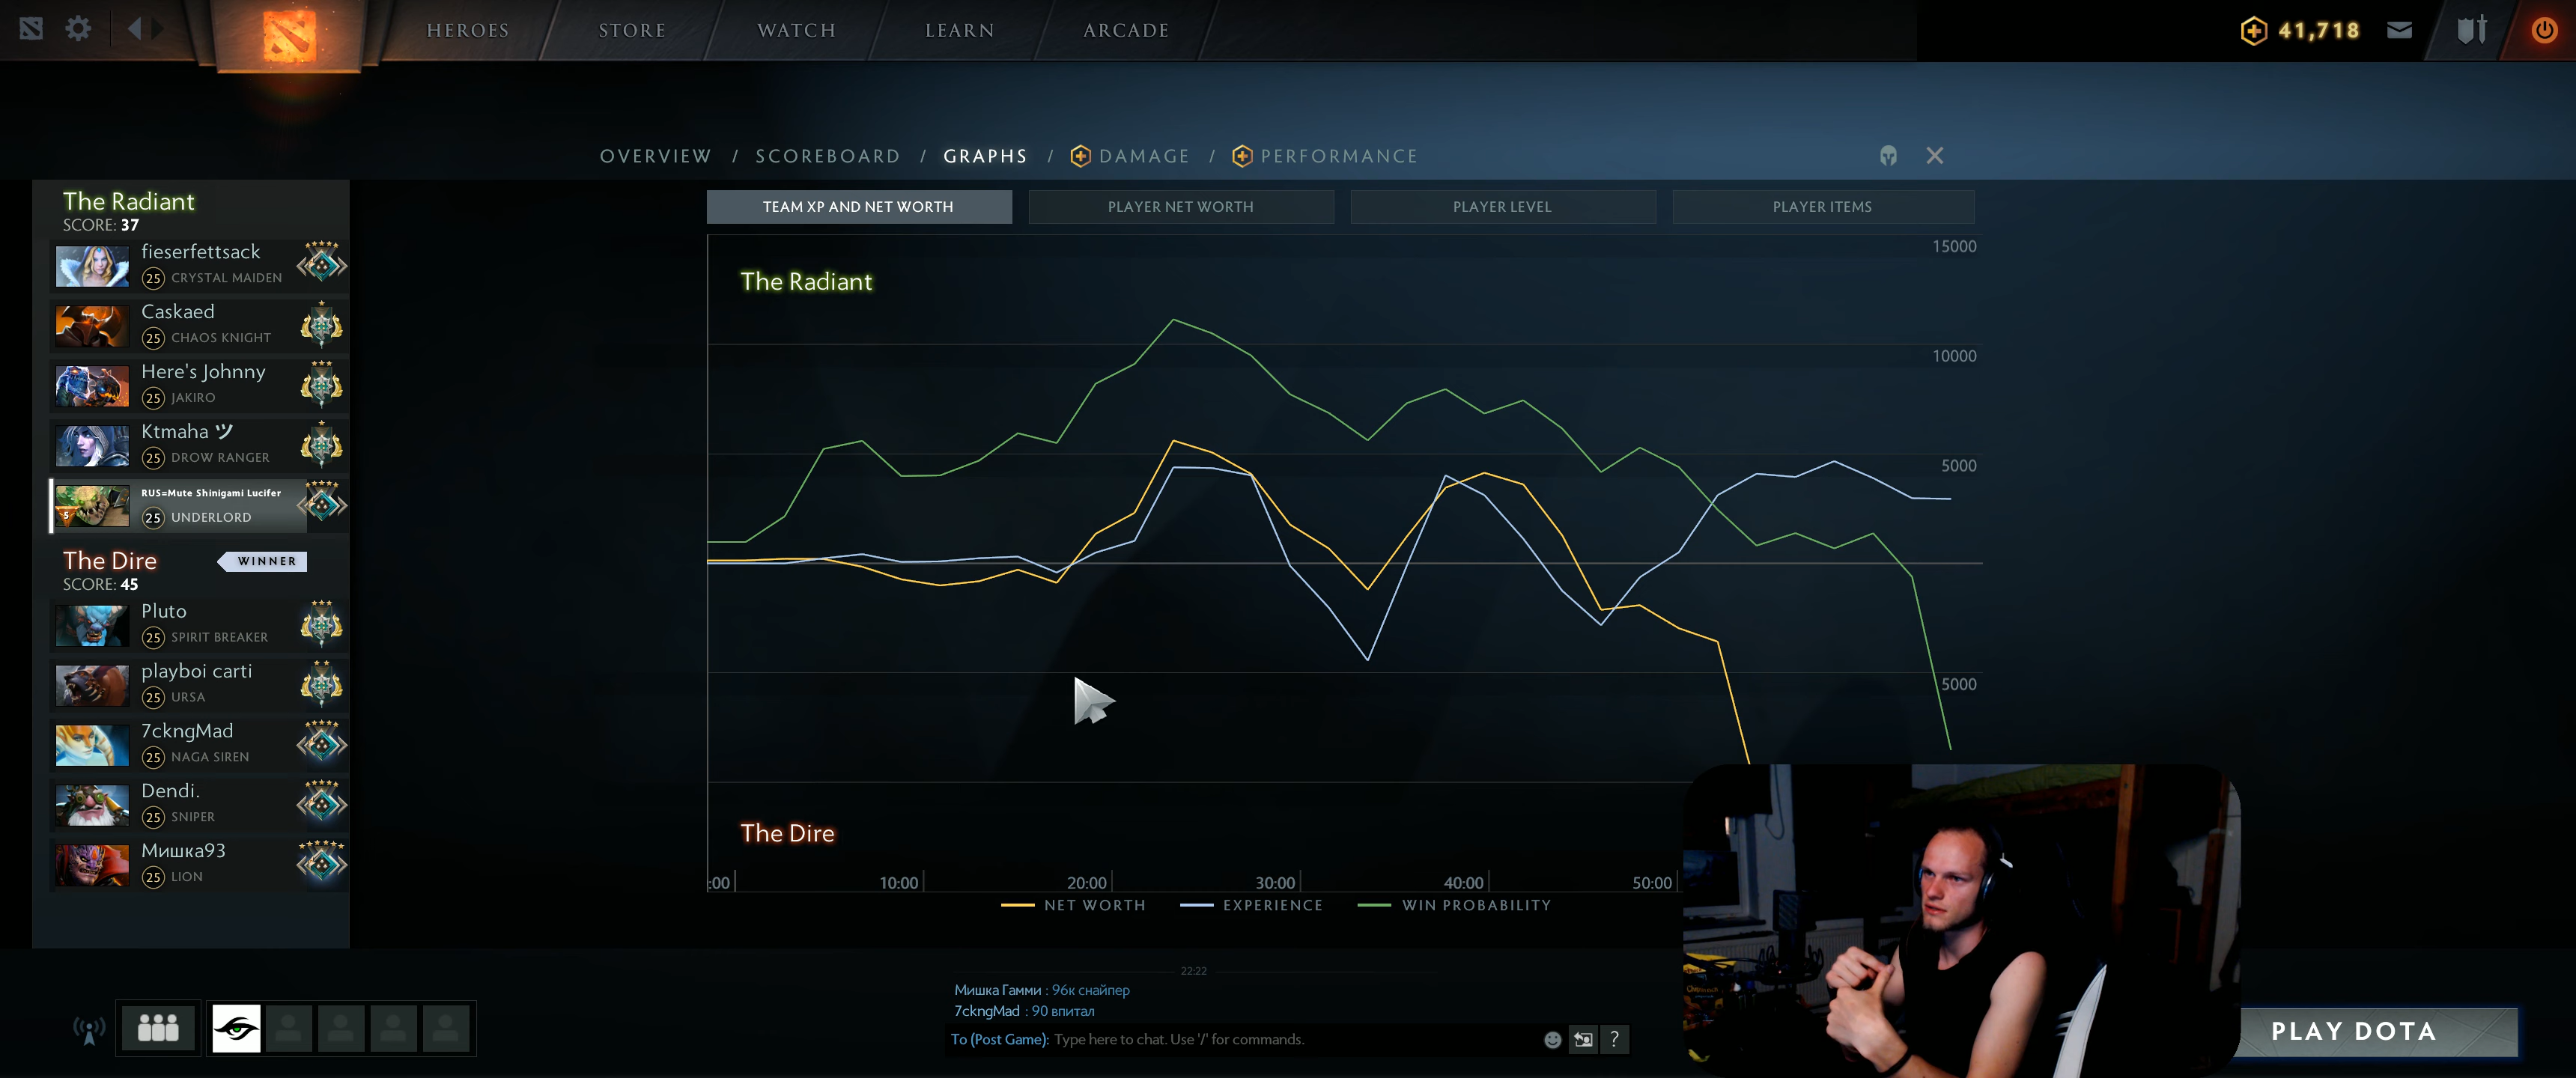 HEROES
STORE
WATCH
LEARN
ARCADE
41,718
OVERVIEW / SCOREBOARD / GRAPHS / DAMAGE / PERFORMANCE
The Radiant
SCORE: 37
fieserfettsack
25 CRYSTAL MAIDEN
Caskaed
25 CHAOS KNIGHT
Here's Johnny
25 JAKIRO
Ktmaha ツ
25 DROW RANGER
RUS=Mute Shinigami Lucifer
5
25 UNDERLORD
The Dire
WINNER
SCORE: 45
Pluto
25 SPIRIT BREAKER
playboi carti
25 URSA
7ckngMad
25 NAGA SIREN
Dendi.
25 SNIPER
Мишка93
25 LION
TEAM XP AND NET WORTH
PLAYER NET WORTH
PLAYER LEVEL
PLAYER ITEMS
15000
The Radiant
10000
5000
5000
The Dire
:00
10:00
20:00
30:00
40:00
50:00
NET WORTH
EXPERIENCE
WIN PROBABILITY
22:22
Мишка Гамми : 96к снайпер
7ckngMad : 90 впитал
To (Post Game): Type here to chat. Use '/' for commands.
?
PLAY DOTA